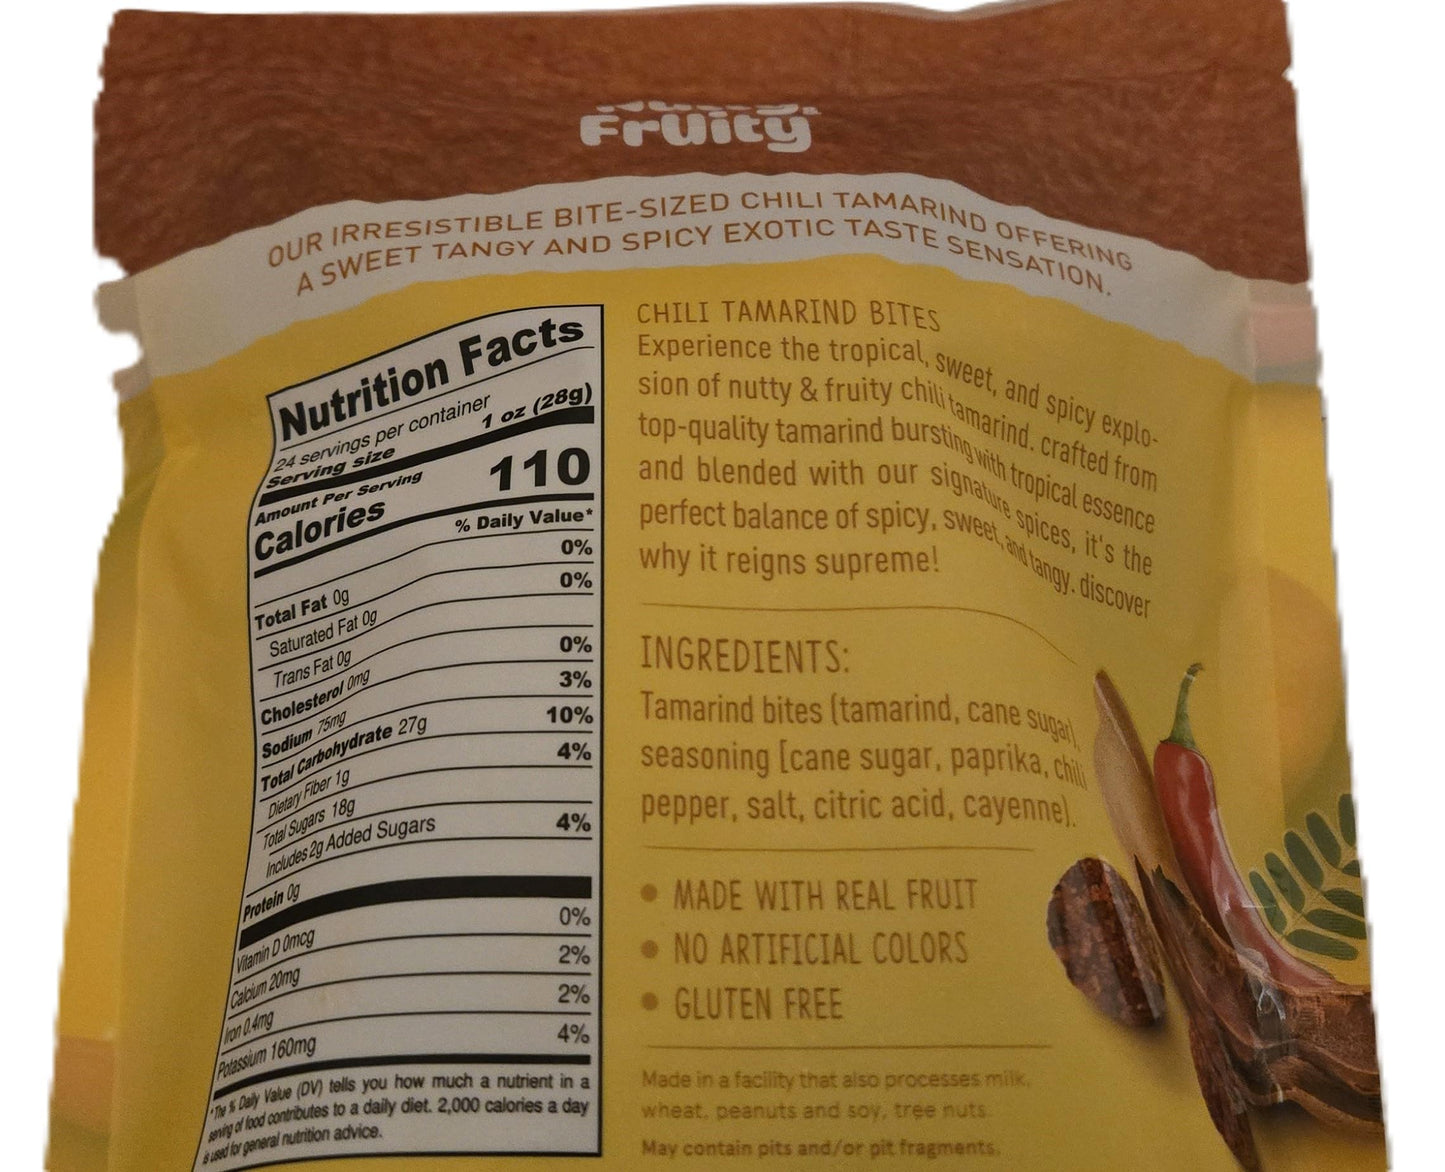 Fruity
OUR IRRESISTIBLE BITE-SIZED CHILI TAMARIND OFFERING
A SWEET TANGY AND SPICY EXOTIC TASTE SENSATION.
Nutrition Facts
24 servings per container
Serving size 1 oz (28g)
Amount Per Serving
Calories 110
% Daily Value*
Total Fat 0g 0%
Saturated Fat 0g 0%
Trans Fat 0g
Cholesterol 0mg 0%
Sodium 75mg 3%
Total Carbohydrate 27g 10%
Dietary Fiber 1g 4%
Total Sugars 18g
Includes 2g Added Sugars 4%
Protein 0g
Vitamin D 0mcg 0%
Calcium 20mg 2%
Iron 0.4mg 2%
Potassium 160mg 4%
*The % Daily Value (DV) tells you how much a nutrient in a
serving of food contributes to a daily diet. 2,000 calories a day
is used for general nutrition advice.
CHILI TAMARIND BITES
Experience the tropical, sweet, and spicy explo-
sion of nutty & fruity chili tamarind. crafted from
top-quality tamarind bursting with tropical essence
and blended with our signature spices, it's the
perfect balance of spicy, sweet, and tangy. discover
why it reigns supreme!
INGREDIENTS:
Tamarind bites (tamarind, cane sugar),
seasoning [cane sugar, paprika, chili
pepper, salt, citric acid, cayenne).
• MADE WITH REAL FRUIT
• NO ARTIFICIAL COLORS
• GLUTEN FREE
Made in a facility that also processes milk,
wheat, peanuts and soy, tree nuts.
May contain pits and/or pit fragments.